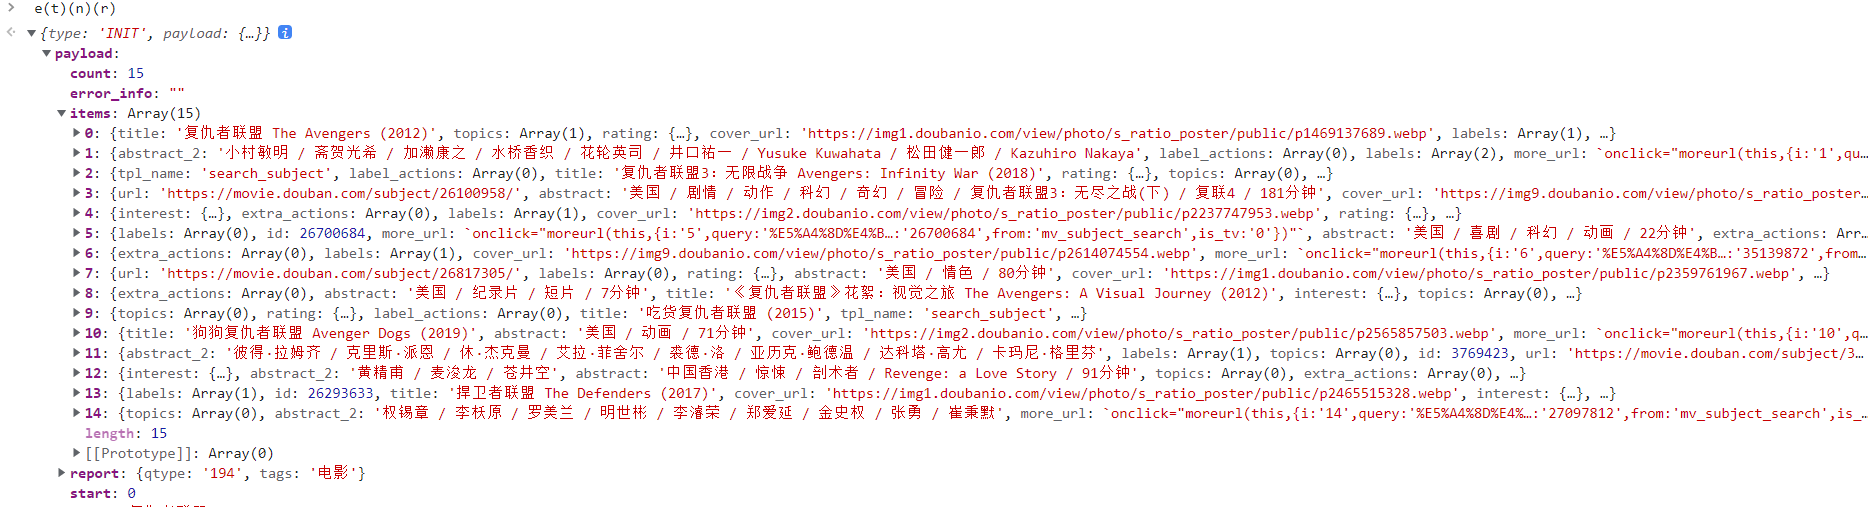 e(t)(n)(r)
{type: 'INIT', payload: {…}}
payload:
count: 15
error_info: ""
items: Array(15)
0: {title: '复仇者联盟 The Avengers (2012)', topics: Array(1), rating: {…}, cover_url: 'https://img1.doubanio.com/view/photo/s_ratio_poster/public/p1469137689.webp', labels: Array(1), …}
1: {abstract_2: '小村敏明 / 斋贺光希 / 加濑康之 / 水桥香织 / 花轮英司 / 井口祐一 / Yusuke Kuwahata / 松田健一郎 / Kazuhiro Nakaya', label_actions: Array(0), labels: Array(2), more_url: `onclick="moreurl(this,{i:'1',qu…
2: {tpl_name: 'search_subject', label_actions: Array(0), title: '复仇者联盟3：无限战争 Avengers: Infinity War (2018)', rating: {…}, topics: Array(0), …}
3: {url: 'https://movie.douban.com/subject/26100958/', abstract: '美国 / 剧情 / 动作 / 科幻 / 奇幻 / 冒险 / 复仇者联盟3：无尽之战(下) / 复联4 / 181分钟', cover_url: 'https://img9.doubanio.com/view/photo/s_ratio_poster…
4: {interest: {…}, extra_actions: Array(0), labels: Array(1), cover_url: 'https://img2.doubanio.com/view/photo/s_ratio_poster/public/p2237747953.webp', rating: {…}, …}
5: {labels: Array(0), id: 26700684, more_url: `onclick="moreurl(this,{i:'5',query:'%E5%A4%8D%E4%B…:'26700684',from:'mv_subject_search',is_tv:'0'})"`, abstract: '美国 / 喜剧 / 科幻 / 动画 / 22分钟', extra_actions: Arr…
6: {extra_actions: Array(0), labels: Array(1), cover_url: 'https://img9.doubanio.com/view/photo/s_ratio_poster/public/p2614074554.webp', more_url: `onclick="moreurl(this,{i:'6',query:'%E5%A4%8D%E4%B…:'35139872',from…
7: {url: 'https://movie.douban.com/subject/26817305/', labels: Array(0), rating: {…}, abstract: '美国 / 情色 / 80分钟', cover_url: 'https://img1.doubanio.com/view/photo/s_ratio_poster/public/p2359761967.webp', …}
8: {extra_actions: Array(0), abstract: '美国 / 纪录片 / 短片 / 7分钟', title: '《复仇者联盟》花絮：视觉之旅 The Avengers: A Visual Journey (2012)', interest: {…}, topics: Array(0), …}
9: {topics: Array(0), rating: {…}, label_actions: Array(0), title: '吃货复仇者联盟 (2015)', tpl_name: 'search_subject', …}
10: {title: '狗狗复仇者联盟 Avenger Dogs (2019)', abstract: '美国 / 动画 / 71分钟', cover_url: 'https://img2.doubanio.com/view/photo/s_ratio_poster/public/p2565857503.webp', more_url: `onclick="moreurl(this,{i:'10',q…
11: {abstract_2: '彼得·拉姆齐 / 克里斯·派恩 / 休·杰克曼 / 艾拉·菲舍尔 / 裘德·洛 / 亚历克·鲍德温 / 达科塔·高尤 / 卡玛尼·格里芬', labels: Array(1), topics: Array(0), id: 3769423, url: 'https://movie.douban.com/subject/3…
12: {interest: {…}, abstract_2: '黄精甫 / 麦浚龙 / 苍井空', abstract: '中国香港 / 惊悚 / 剖术者 / Revenge: a Love Story / 91分钟', topics: Array(0), extra_actions: Array(0), …}
13: {labels: Array(1), id: 26293633, title: '捍卫者联盟 The Defenders (2017)', cover_url: 'https://img1.doubanio.com/view/photo/s_ratio_poster/public/p2465515328.webp', interest: {…}, …}
14: {topics: Array(0), abstract_2: '权锡章 / 李枖原 / 罗美兰 / 明世彬 / 李濬荣 / 郑爱延 / 金史权 / 张勇 / 崔秉默', more_url: `onclick="moreurl(this,{i:'14',query:'%E5%A4%8D%E4%…:'27097812',from:'mv_subject_search',is_…
length: 15
[[Prototype]]: Array(0)
report: {qtype: '194', tags: '电影'}
start: 0